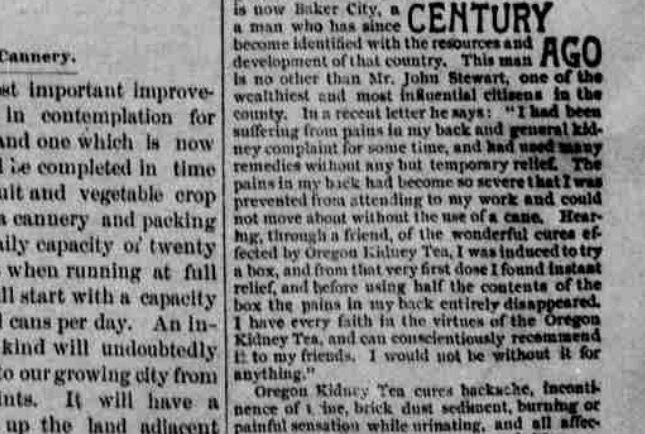 Cannery.
st important improve-
in contemplation for
and one which is now
l be completed in time
uit and vegetable crop
a cannery and packing
aily capacity of twenty
s when running at full
ll start with a capacity
l cans per day. An in-
kind will undoubtedly
to our growing city from
ints. It will have a
up the land adjacent
is now Baker City, a
a man who has since
CENTURY
become identified with the resources and
development of that country. This man
AGO
is no other than Mr. John Stewart, one of the
wealthiest and most influential citizens in the
county. In a recent letter he says: "I had been
suffering from pains in my back and general kid-
ney complaint for some time, and had used many
remedies without any but temporary relief. The
pains in my back had become so severe that I was
prevented from attending to my work and could
not move about without the use of a cane. Hear-
ing, through a friend, of the wonderful cures ef-
fected by Oregon Kidney Tea, I was induced to try
a box, and from that very first dose I found instant
relief, and before using half the contents of the
box the pains in my back entirely disappeared.
I have every faith in the virtues of the Oregon
Kidney Tea, and can conscientiously recommend
it to my friends. I would not be without it for
anything."
Oregon Kidney Tea cures backache, inconti-
nence of urine, brick dust sediment, burning or
painful sensation while urinating, and all affec-